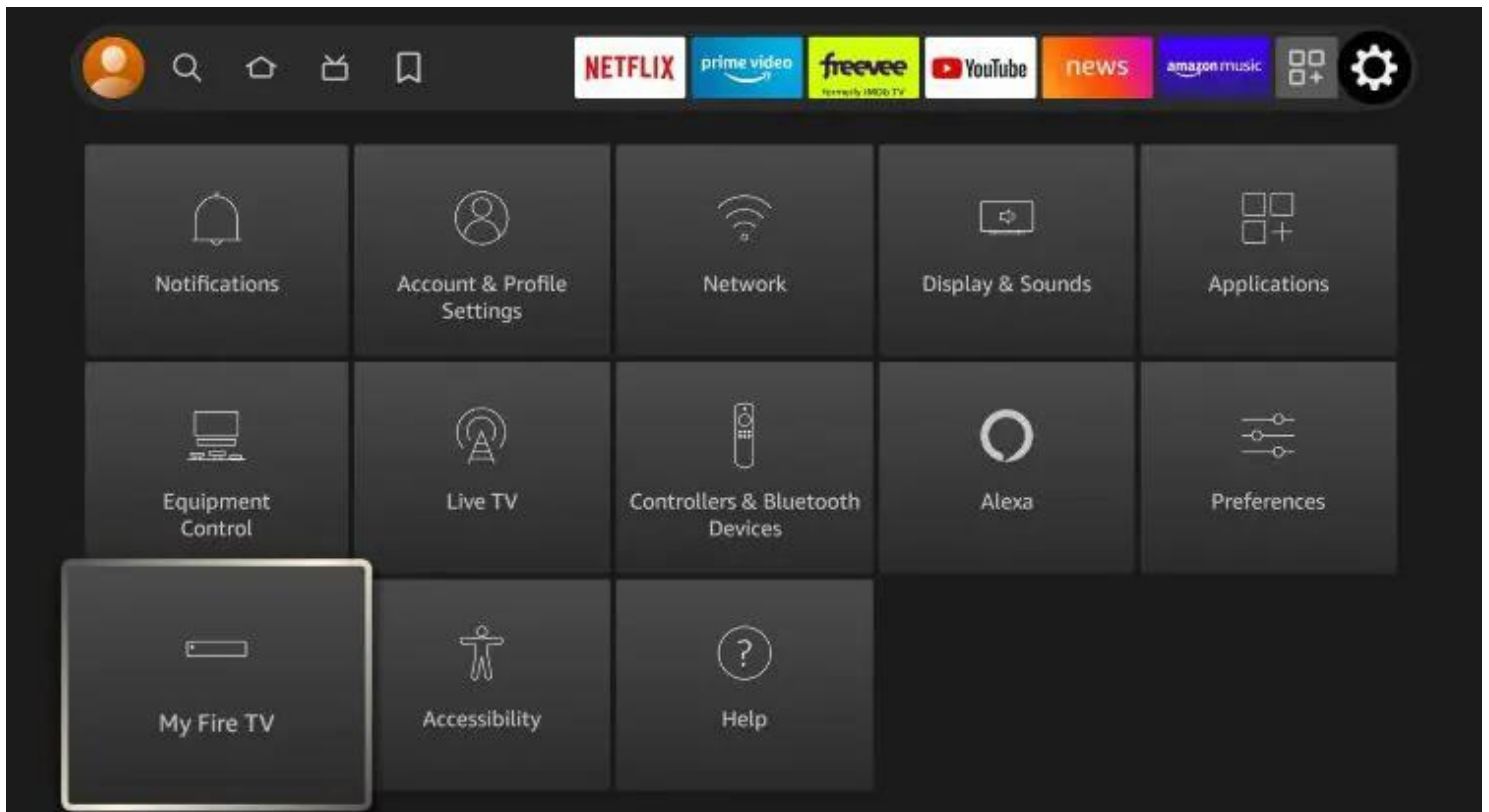 NETFLIX
prime video
freevee
formerly IMDb TV
YouTube
news
amazon music
Notifications
Account & Profile
Settings
Network
Display & Sounds
Applications
Equipment
Control
Live TV
Controllers & Bluetooth
Devices
Alexa
Preferences
My Fire TV
Accessibility
?
Help